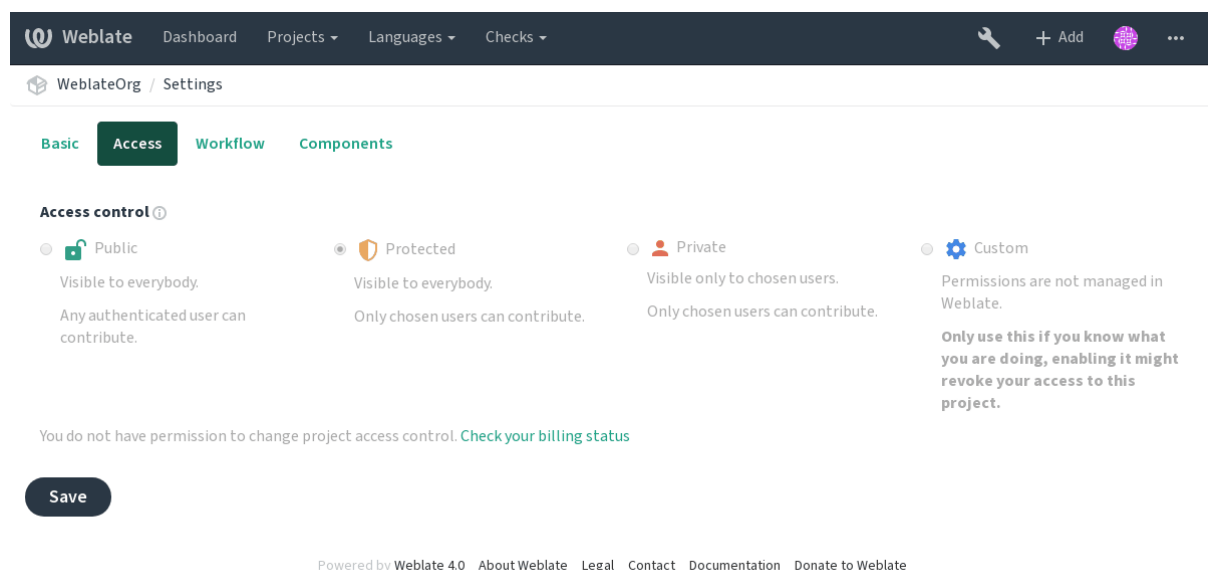 Weblate Dashboard Projects Languages Checks Add
WeblateOrg / Settings
Basic Access Workflow Components
Access control
Public
Visible to everybody.
Any authenticated user can
contribute.
Protected
Visible to everybody.
Only chosen users can contribute.
Private
Visible only to chosen users.
Only chosen users can contribute.
Custom
Permissions are not managed in
Weblate.
Only use this if you know what
you are doing, enabling it might
revoke your access to this
project.
You do not have permission to change project access control. Check your billing status
Save
Powered by Weblate 4.0 About Weblate Legal Contact Documentation Donate to Weblate